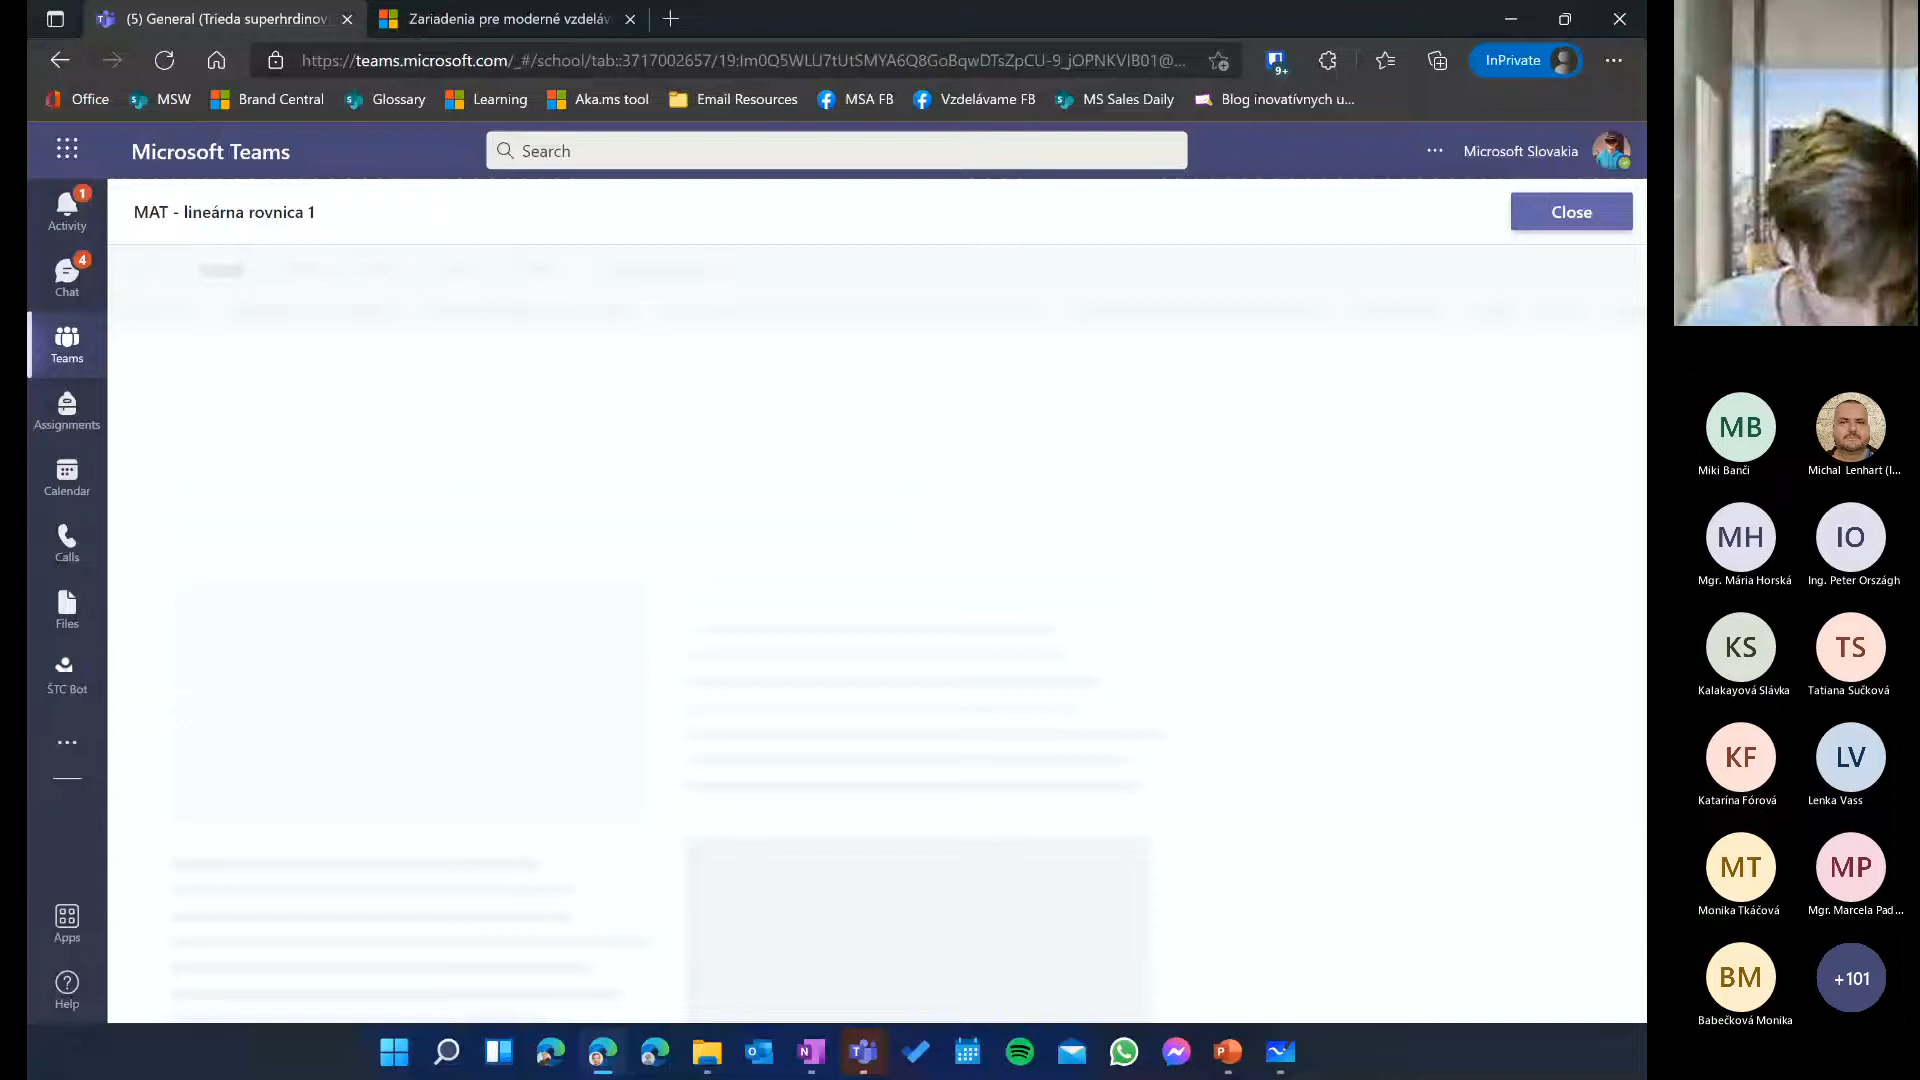 (5) General (Trieda superhrdinov
Zariadenia pre moderné vzdeláv
https://teams.microsoft.com/_#/school/tab::3717002657/19:Im0Q5WLU7tUtSMYA6Q8GoBqwDTsZpCU-9_jOPNKVIB01@...
9+
InPrivate
Office
MSW
Brand Central
Glossary
Learning
Aka.ms tool
Email Resources
MSA FB
Vzdelávame FB
MS Sales Daily
Blog inovatívnych u...
Microsoft Teams
Search
Microsoft Slovakia
MAT - lineárna rovnica 1
Close
1
Activity
4
Chat
Teams
Assignments
Calendar
Calls
Files
ŠTC Bot
Apps
Help
MB
Miki Banči
Michal Lenhart (I...
MH
Mgr. Mária Horská
IO
Ing. Peter Országh
KS
Kalakayová Slávka
TS
Tatiana Sučková
KF
Katarína Fórová
LV
Lenka Vass
MT
Monika Tkáčová
MP
Mgr. Marcela Pad...
BM
Babečková Monika
+101